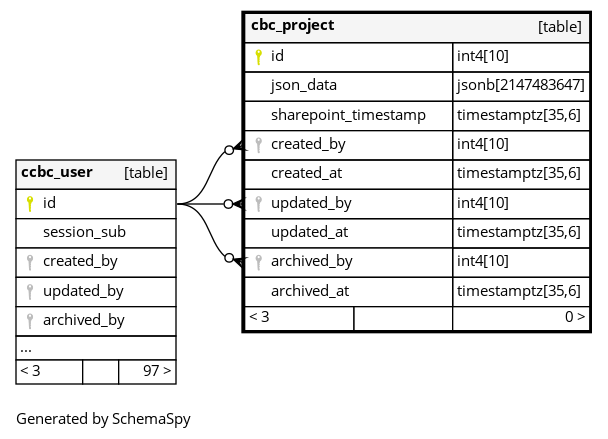 cbc_project [table]
id int4[10]
json_data jsonb[2147483647]
sharepoint_timestamp timestamptz[35,6]
created_by int4[10]
created_at timestamptz[35,6]
updated_by int4[10]
updated_at timestamptz[35,6]
archived_by int4[10]
archived_at timestamptz[35,6]
< 3 0 >
ccbc_user [table]
id
session_sub
created_by
updated_by
archived_by
...
< 3 97 >
Generated by SchemaSpy